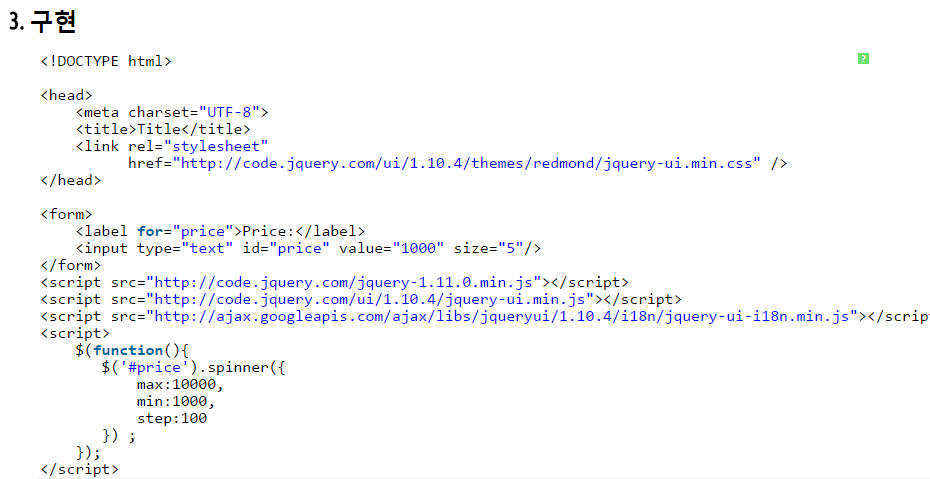 3. 구현
<!DOCTYPE html>
?
<head>
    <meta charset="UTF-8">
    <title>Title</title>
    <link rel="stylesheet"
          href="http://code.jquery.com/ui/1.10.4/themes/redmond/jquery-ui.min.css" />
</head>
<form>
    <label for="price">Price:</label>
    <input type="text" id="price" value="1000" size="5"/>
</form>
<script src="http://code.jquery.com/jquery-1.11.0.min.js"></script>
<script src="http://code.jquery.com/ui/1.10.4/jquery-ui.min.js"></script>
<script src="http://ajax.googleapis.com/ajax/libs/jqueryui/1.10.4/i18n/jquery-ui-i18n.min.js"></scrip
<script>
    $(function(){
       $('#price').spinner({
           max:10000,
           min:1000,
           step:100
       }) ;
    });
</script>